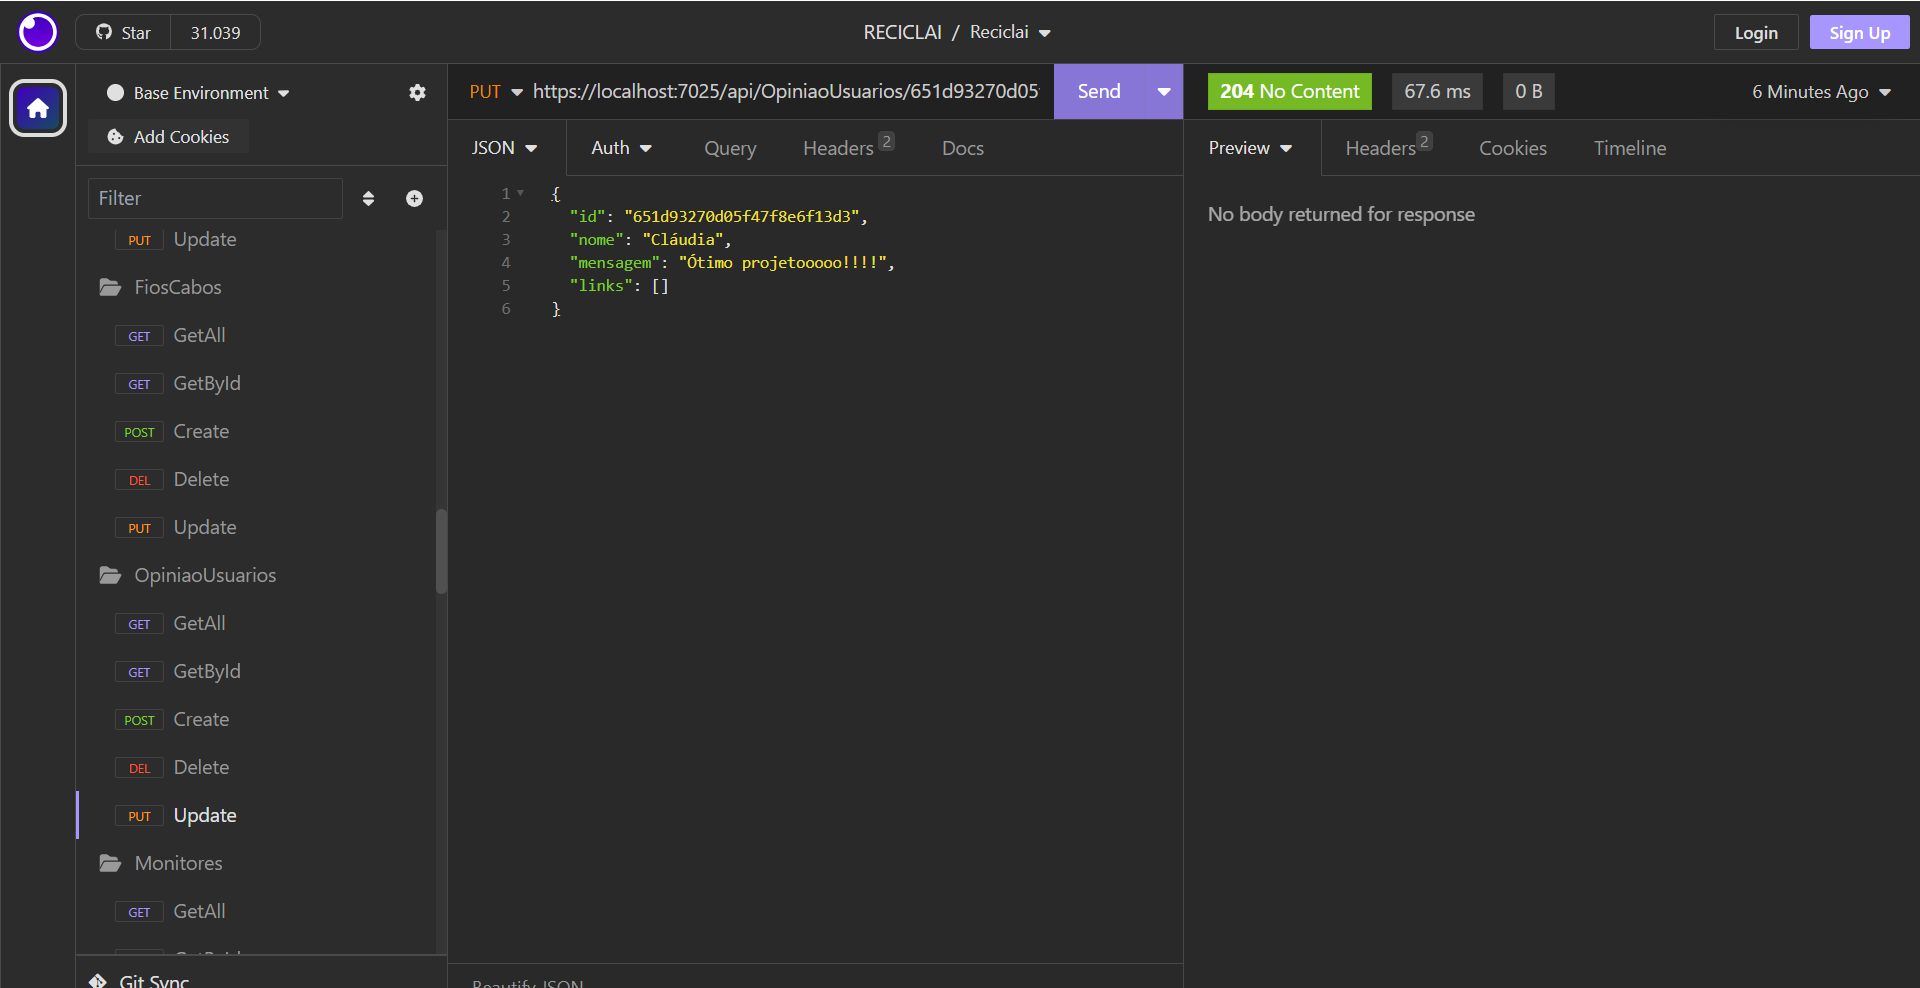 Star 31.039
RECICLAI / Reciclai
Login Sign Up
Base Environment
Add Cookies
Filter
PUT Update
FiosCabos
GET GetAll
GET GetById
POST Create
DEL Delete
PUT Update
OpiniaoUsuarios
GET GetAll
GET GetById
POST Create
DEL Delete
PUT Update
Monitores
GET GetAll
Git Sync
PUT https://localhost:7025/api/OpiniaoUsuarios/651d93270d05 Send
JSON Auth Query Headers 2 Docs
1 {
2 "id": "651d93270d05f47f8e6f13d3",
3 "nome": "Cláudia",
4 "mensagem": "Ótimo projetooooo!!!!",
5 "links": []
6 }
Beautify JSON
204 No Content 67.6 ms 0 B 6 Minutes Ago
Preview Headers 2 Cookies Timeline
No body returned for response